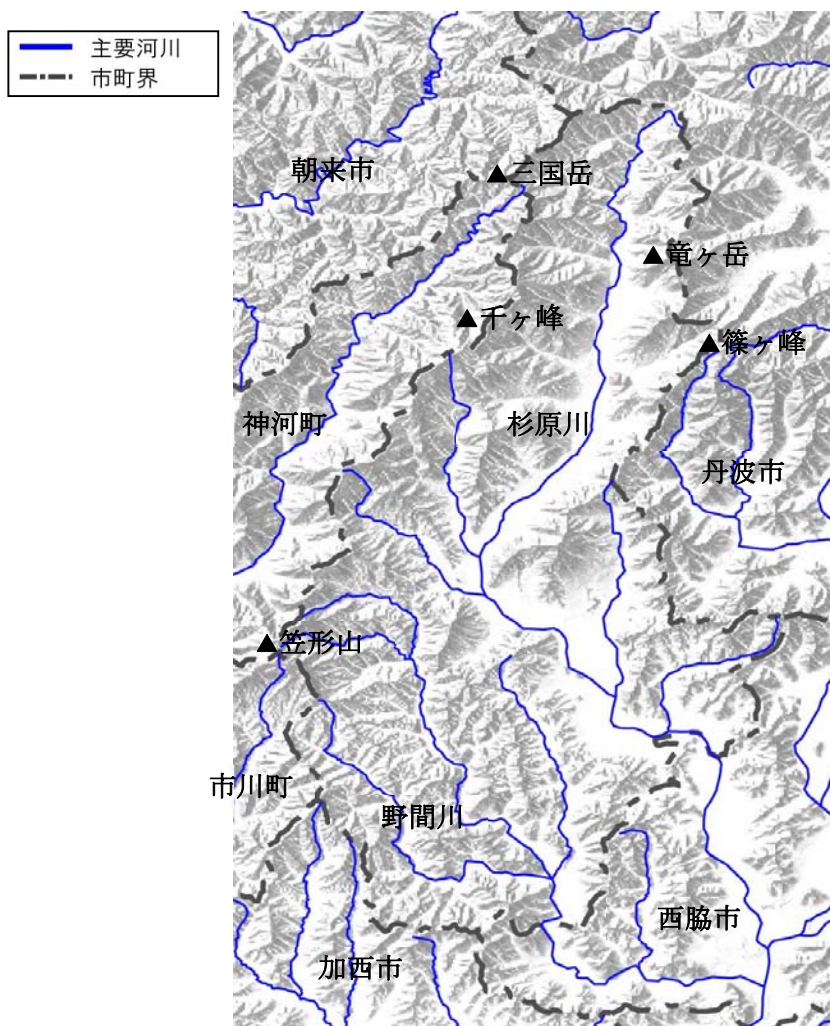 主要河川
市町界
朝来市
三国岳
竜ヶ岳
千ヶ峰
篠ヶ峰
神河町
杉原川
丹波市
笠形山
市川町
野間川
西脇市
加西市